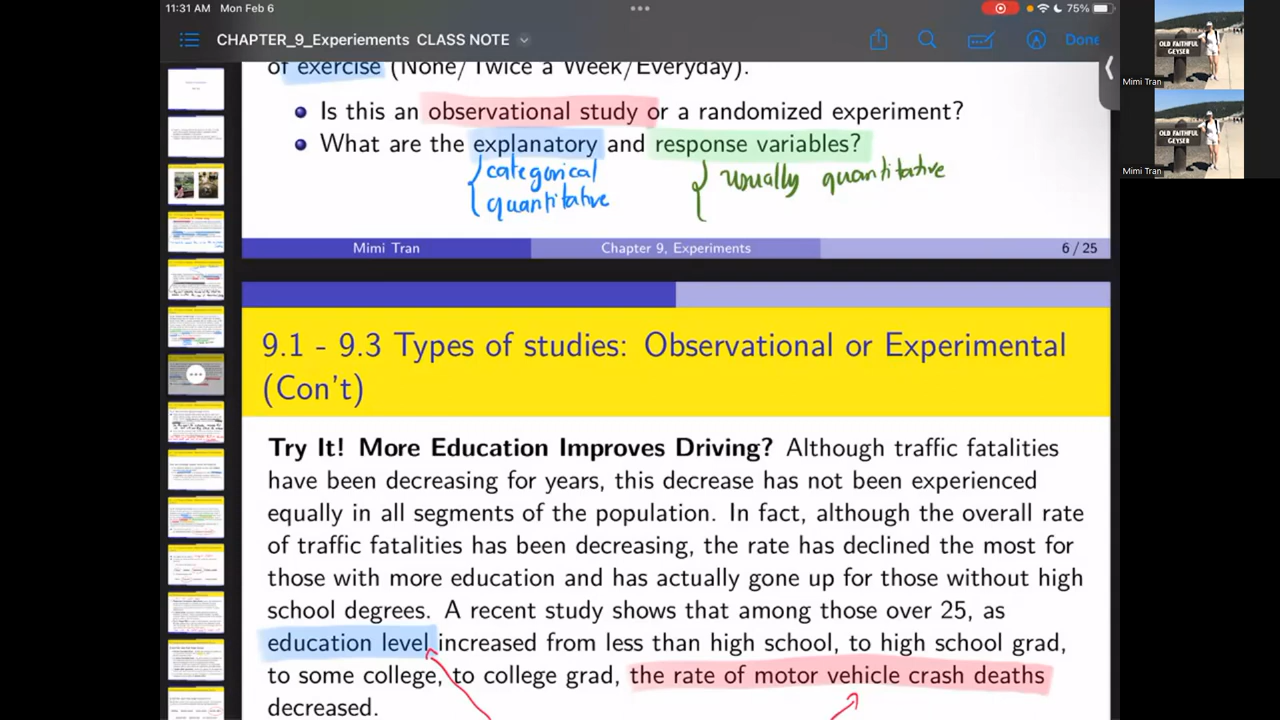 11:31 AM Mon Feb 6
75%
CHAPTER_9_Experiements CLASS NOTE
Done
of exercise (None/Twice a Week/Everyday).
Is this an observational study or a randomized experiment?
What are the explanatory and response variables?
categorical
quantitative
usually quantitative
Mimi Tran
Chapter 9, Experiments
6 / 25
9.1 - 9.3 Types of studies: Observational or Experimental
(Con't)
Try It! More Education, Impacts Driving? Although traffic fatalities
have been decreasing for years, this decrease has not been experienced
equally in all segments of the population. In fact, although the overall rate
of traffic fatalities has been decreasing, the rate has declined the most for
those with more education and has actually gone up for those without high
school degrees. A recent study shows that among those over 25, as
education level increased from less than high school, to high school grad,
to some college, to college grad, the rate of motor vehicle crash deaths
decreased.
OLD FAITHFUL
GEYSER
Mimi Tran
OLD FAITHFUL
GEYSER
Mimi Tran